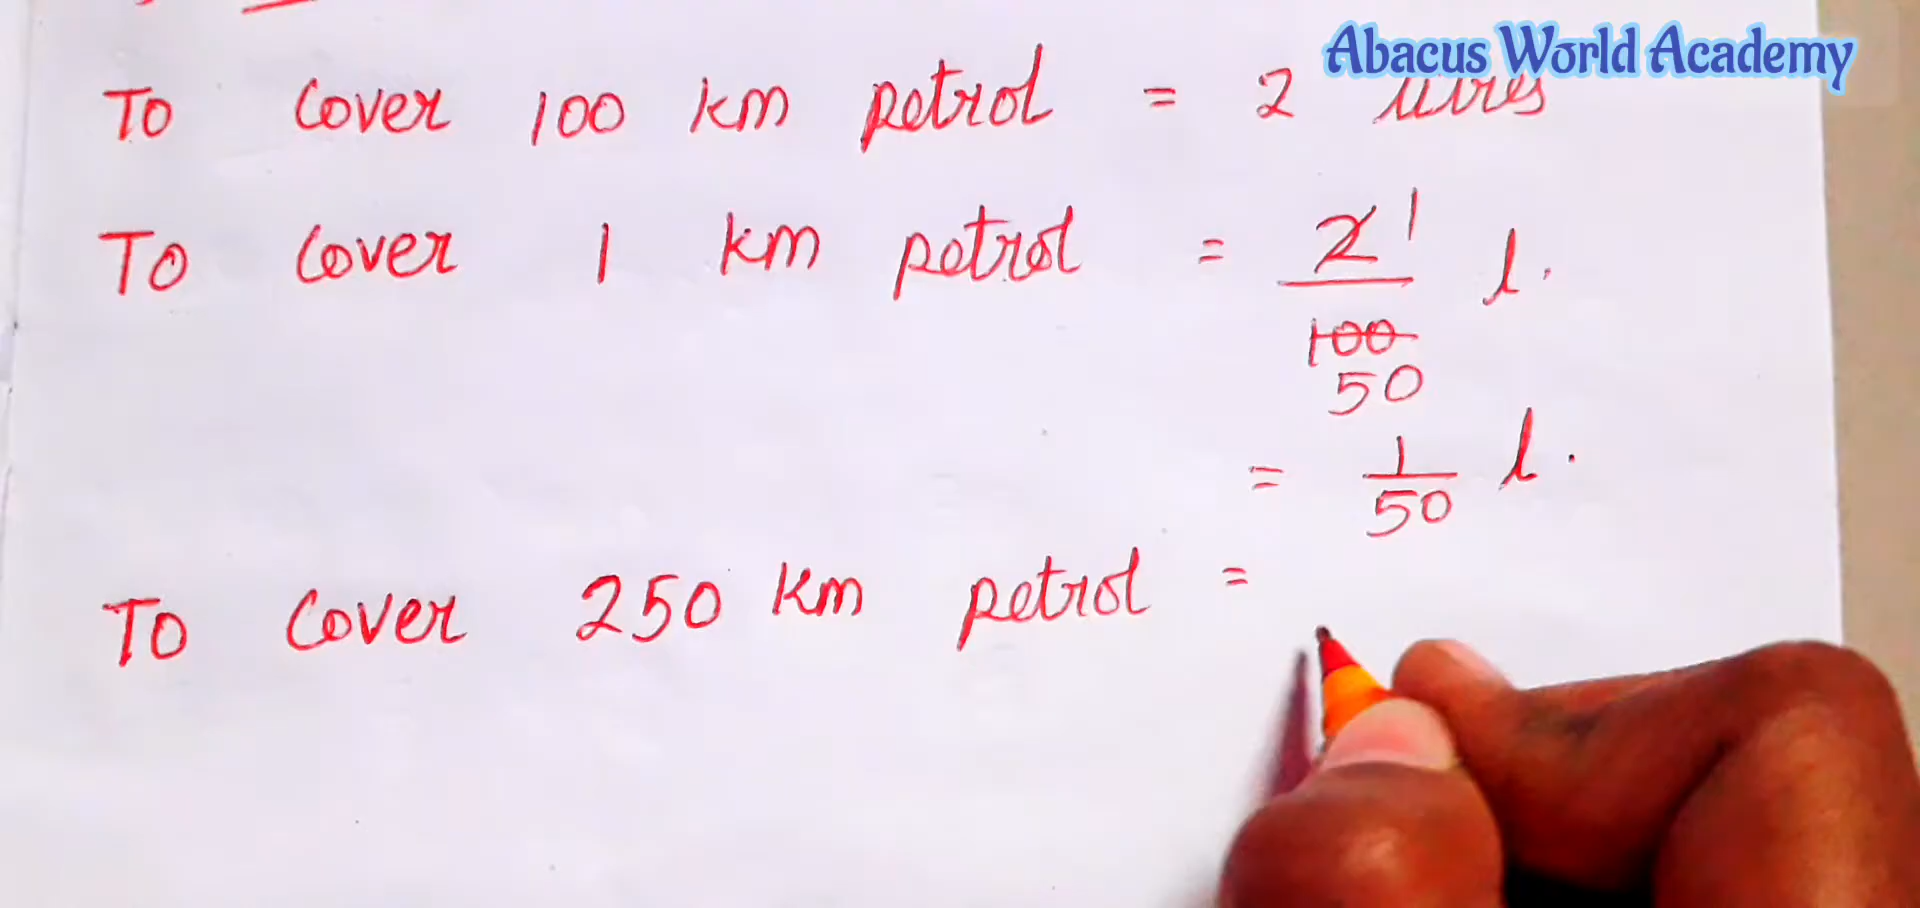 Abacus World Academy
To cover 100 km petrol = 2 litres
To cover 1 km petrol = 2 1 l.
100
50
= 1/50 l.
To cover 250 km petrol =